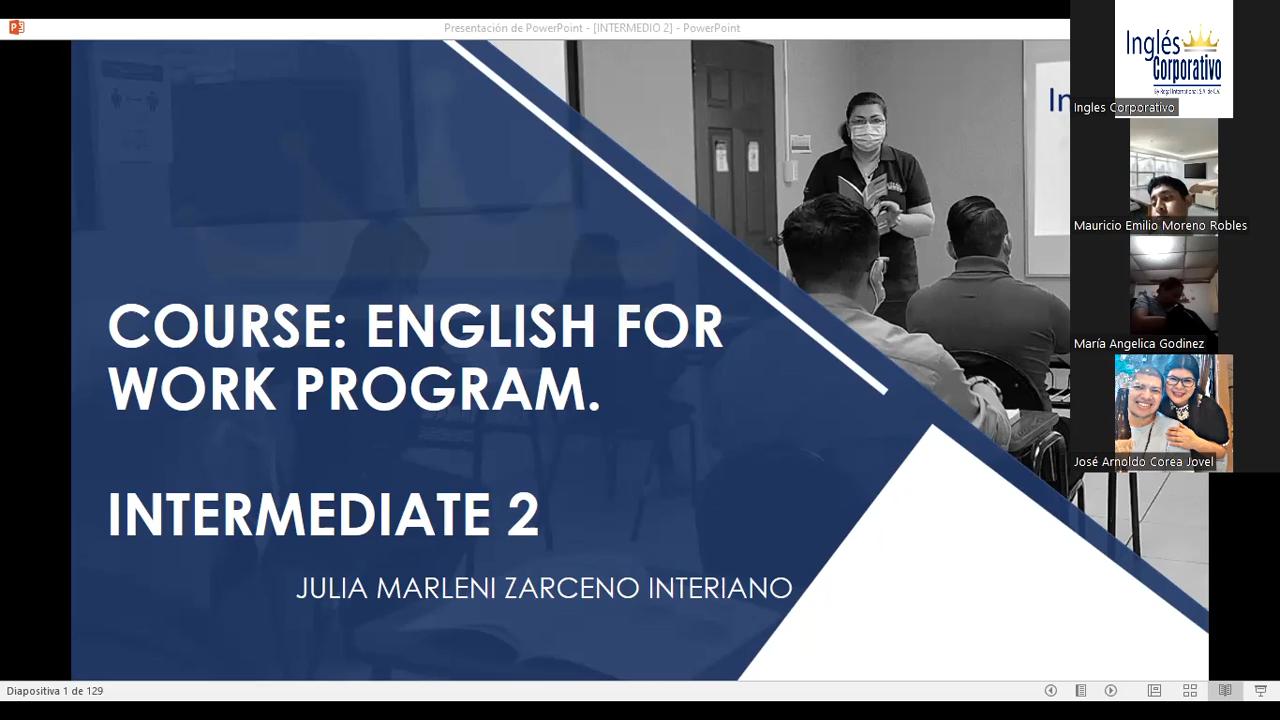 Presentación de PowerPoint - [INTERMEDIO 2] - PowerPoint
COURSE: ENGLISH FOR
WORK PROGRAM.
INTERMEDIATE 2
JULIA MARLENI ZARCENO INTERIANO
In
Inglés
Corporativo
Ingles Corporativo
Mauricio Emilio Moreno Robles
María Angelica Godinez
José Arnoldo Corea Jovel
Diapositiva 1 de 129